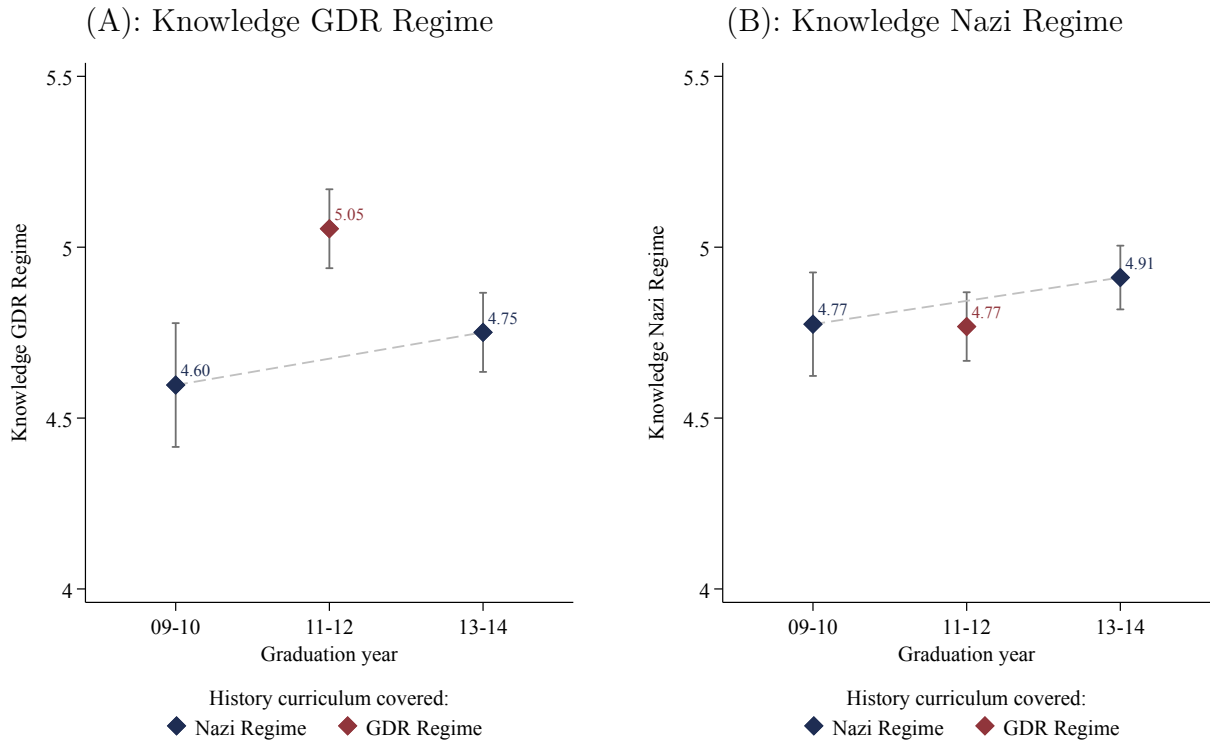 (A): Knowledge GDR Regime
5.5
5
4.5
4
Knowledge GDR Regime
4.60
5.05
4.75
09-10
11-12
13-14
Graduation year
History curriculum covered:
Nazi Regime
GDR Regime
(B): Knowledge Nazi Regime
5.5
5
4.5
4
Knowledge Nazi Regime
4.77
4.77
4.91
09-10
11-12
13-14
Graduation year
History curriculum covered:
Nazi Regime
GDR Regime